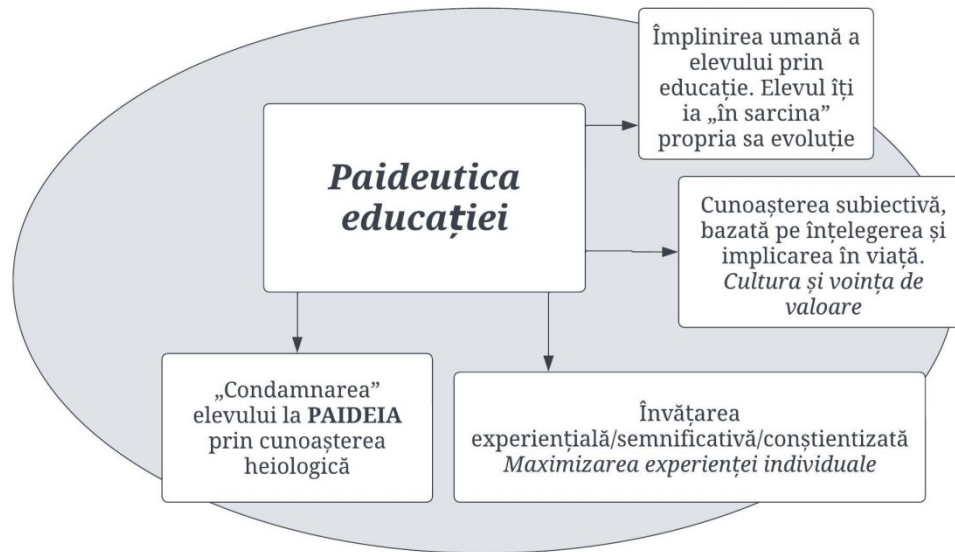 Împlinirea umană a
elevului prin
educație. Elevul îți
ia „în sarcina”
propria sa evoluție
Paideutica
educației
Cunoașterea subiectivă,
bazată pe înțelegerea și
implicarea în viață.
Cultura și voința de
valoare
„Condamnarea”
elevului la PAIDEIA
prin cunoașterea
heiologică
Învățarea
experiențială/semnificativă/conștientizată
Maximizarea experienței individuale